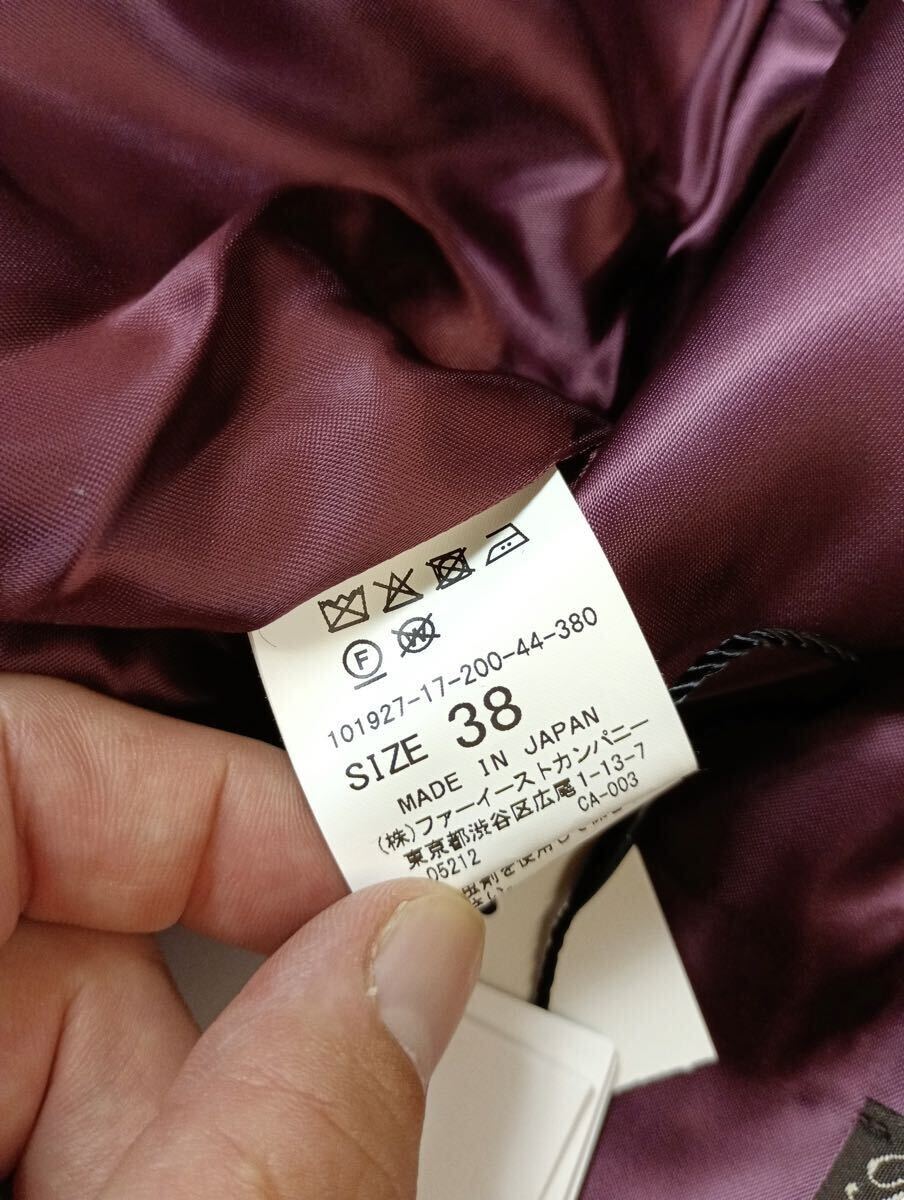 F W
101927-17-200-44-380
SIZE 38
MADE IN JAPAN
(株)ファーイーストカンパニー
東京都渋谷区広尾1-13-7
05212 CA-003